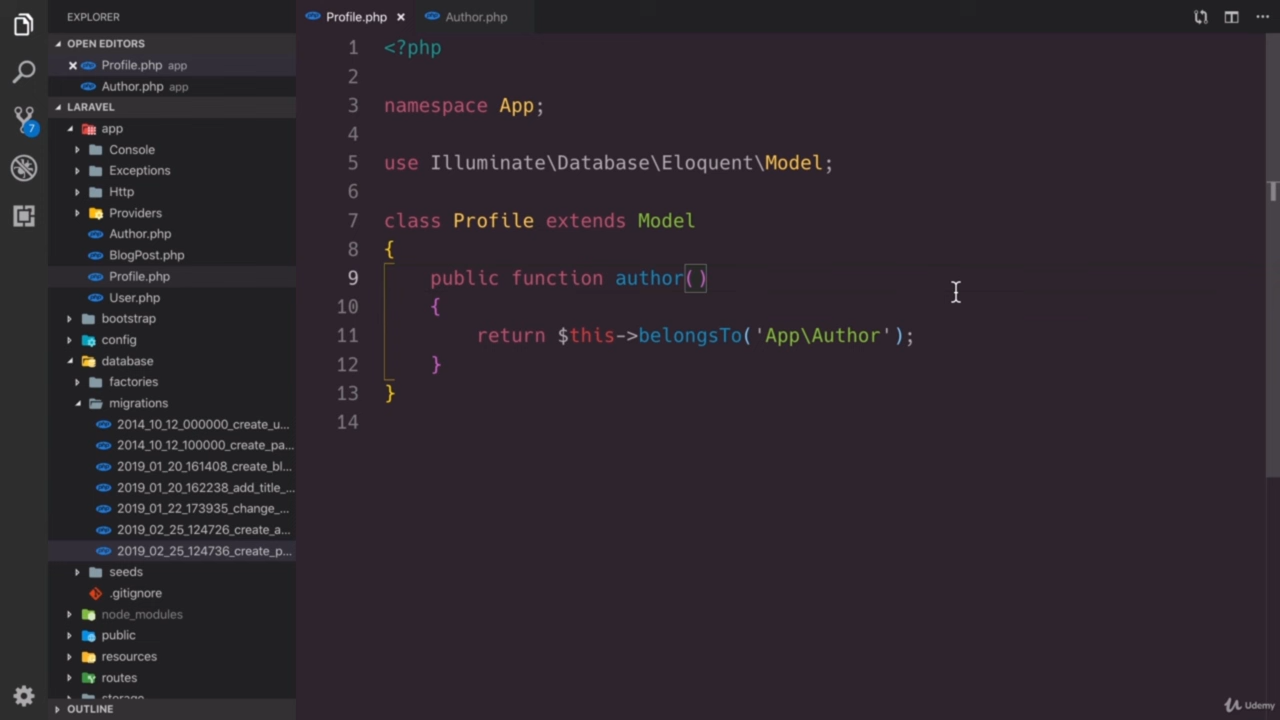 EXPLORER
OPEN EDITORS
Profile.php app
Author.php app
LARAVEL
app
Console
Exceptions
Http
Providers
Author.php
BlogPost.php
Profile.php
User.php
bootstrap
config
database
factories
migrations
2014_10_12_000000_create_u...
2014_10_12_100000_create_pa...
2019_01_20_161408_create_bl...
2019_01_20_162238_add_title_...
2019_01_22_173935_change_...
2019_02_25_124726_create_a...
2019_02_25_124736_create_p...
seeds
.gitignore
node_modules
public
resources
routes
storage
OUTLINE
7
Profile.php Author.php
1 <?php
2
3 namespace App;
4
5 use Illuminate\Database\Eloquent\Model;
6
7 class Profile extends Model
8 {
9 public function author()
10 {
11 return $this->belongsTo('App\Author');
12 }
13 }
14
Udemy